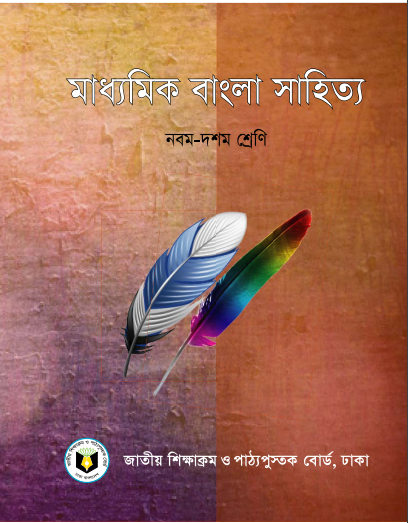 মাধ্যমিক বাংলা সাহিত্য
নবম-দশম শ্রেণি
জাতীয় শিক্ষাক্রম ও পাঠ্যপুস্তক বোর্ড, ঢাকা